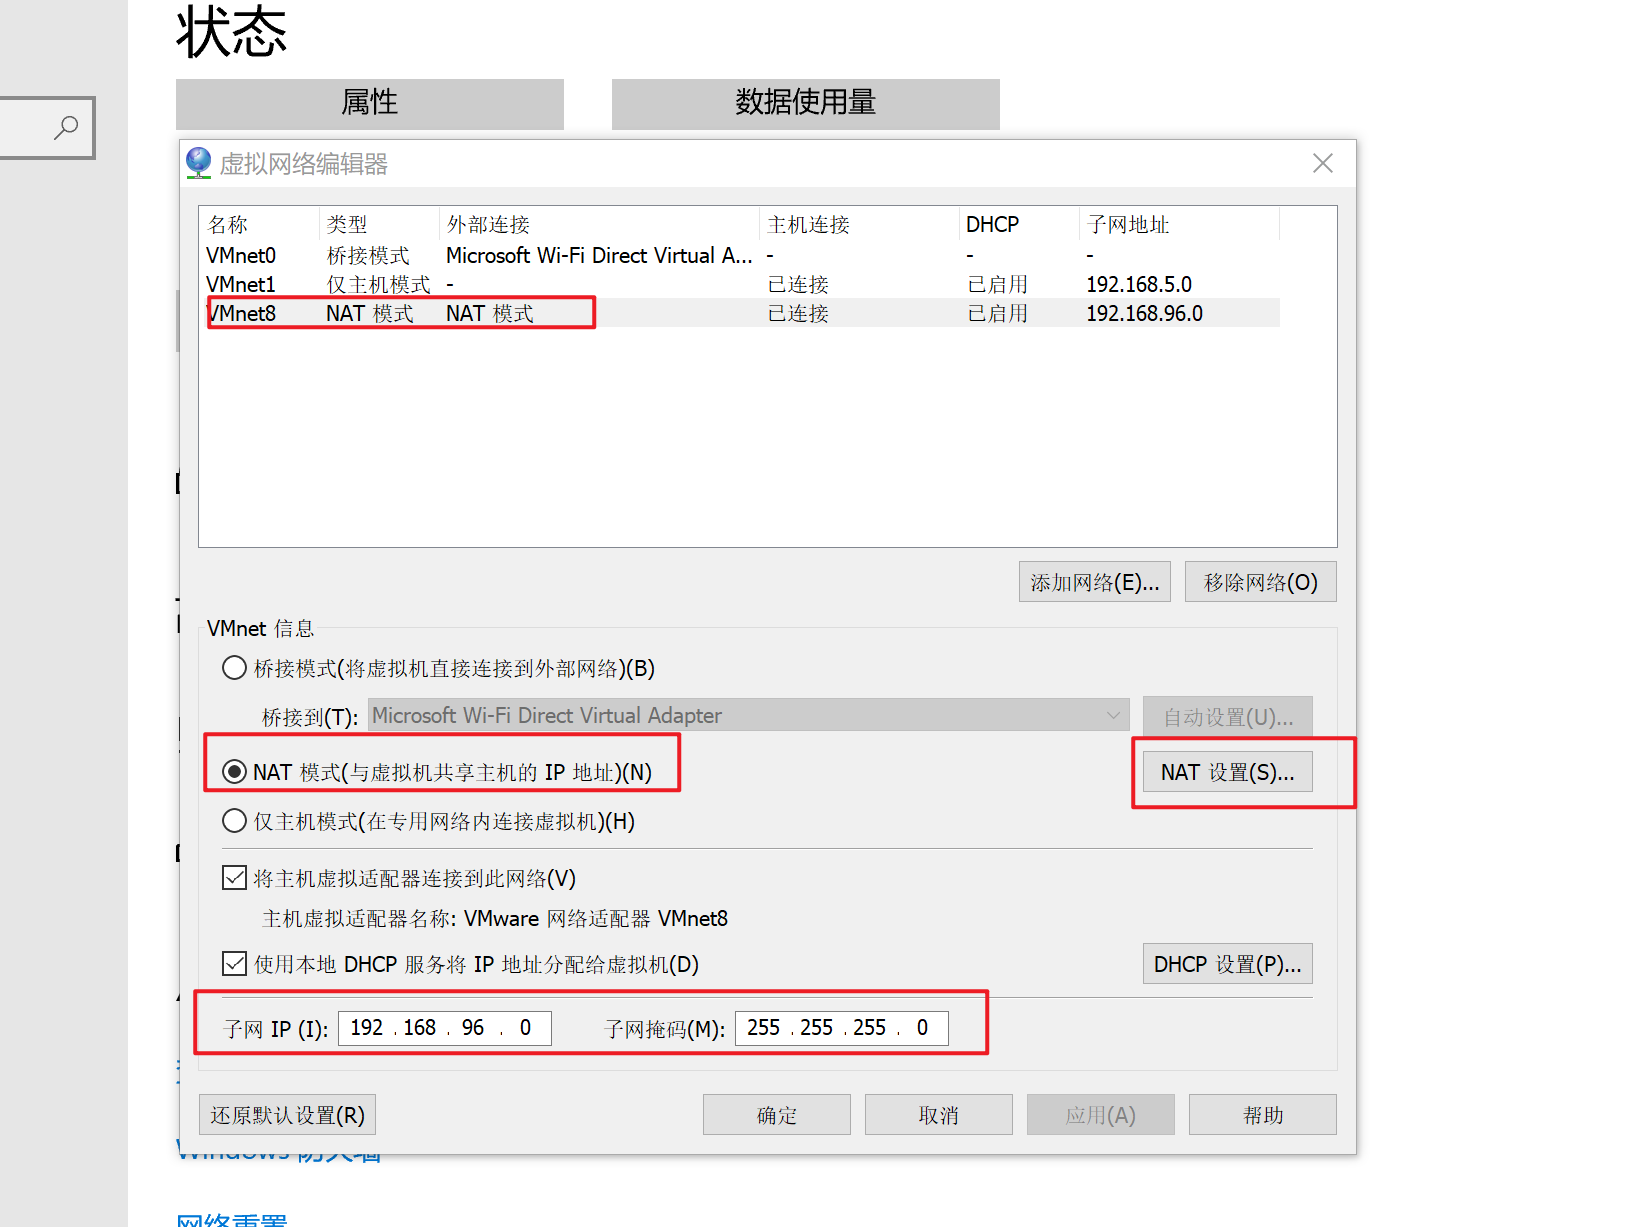 状态
属性 数据使用量
虚拟网络编辑器
名称 类型 外部连接 主机连接 DHCP 子网地址
VMnet0 桥接模式 Microsoft Wi-Fi Direct Virtual A... - - -
VMnet1 仅主机模式 - 已连接 已启用 192.168.5.0
VMnet8 NAT 模式 NAT 模式 已连接 已启用 192.168.96.0
添加网络(E)... 移除网络(O)
VMnet 信息
桥接模式(将虚拟机直接连接到外部网络)(B)
桥接到(T): Microsoft Wi-Fi Direct Virtual Adapter 自动设置(U)...
NAT 模式(与虚拟机共享主机的 IP 地址)(N) NAT 设置(S)...
仅主机模式(在专用网络内连接虚拟机)(H)
将主机虚拟适配器连接到此网络(V)
主机虚拟适配器名称: VMware 网络适配器 VMnet8
使用本地 DHCP 服务将 IP 地址分配给虚拟机(D) DHCP 设置(P)...
子网 IP (I): 192 . 168 . 96 . 0 子网掩码(M): 255 . 255 . 255 . 0
还原默认设置(R) 确定 取消 应用(A) 帮助
Windows 防火墙
网络重置